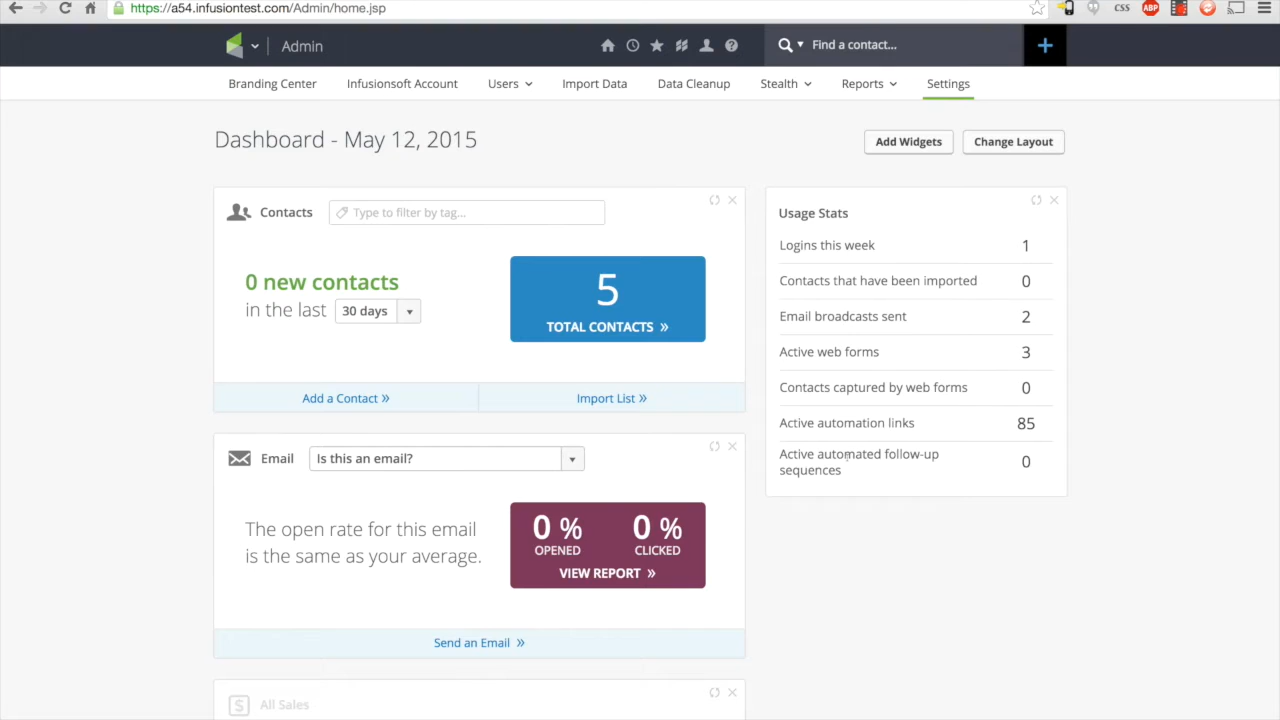 https://a54.infusiontest.com/Admin/home.jsp
CSS
ABP
Admin
Find a contact...
Branding Center
Infusionsoft Account
Users
Import Data
Data Cleanup
Stealth
Reports
Settings
Dashboard - May 12, 2015
Add Widgets
Change Layout
Contacts
Type to filter by tag...
0 new contacts
in the last 30 days
5
TOTAL CONTACTS »
Add a Contact »
Import List »
Email
Is this an email?
The open rate for this email
is the same as your average.
0 % 0 %
OPENED CLICKED
VIEW REPORT »
Send an Email »
$ All Sales
Usage Stats
Logins this week 1
Contacts that have been imported 0
Email broadcasts sent 2
Active web forms 3
Contacts captured by web forms 0
Active automation links 85
Active automated follow-up
sequences 0